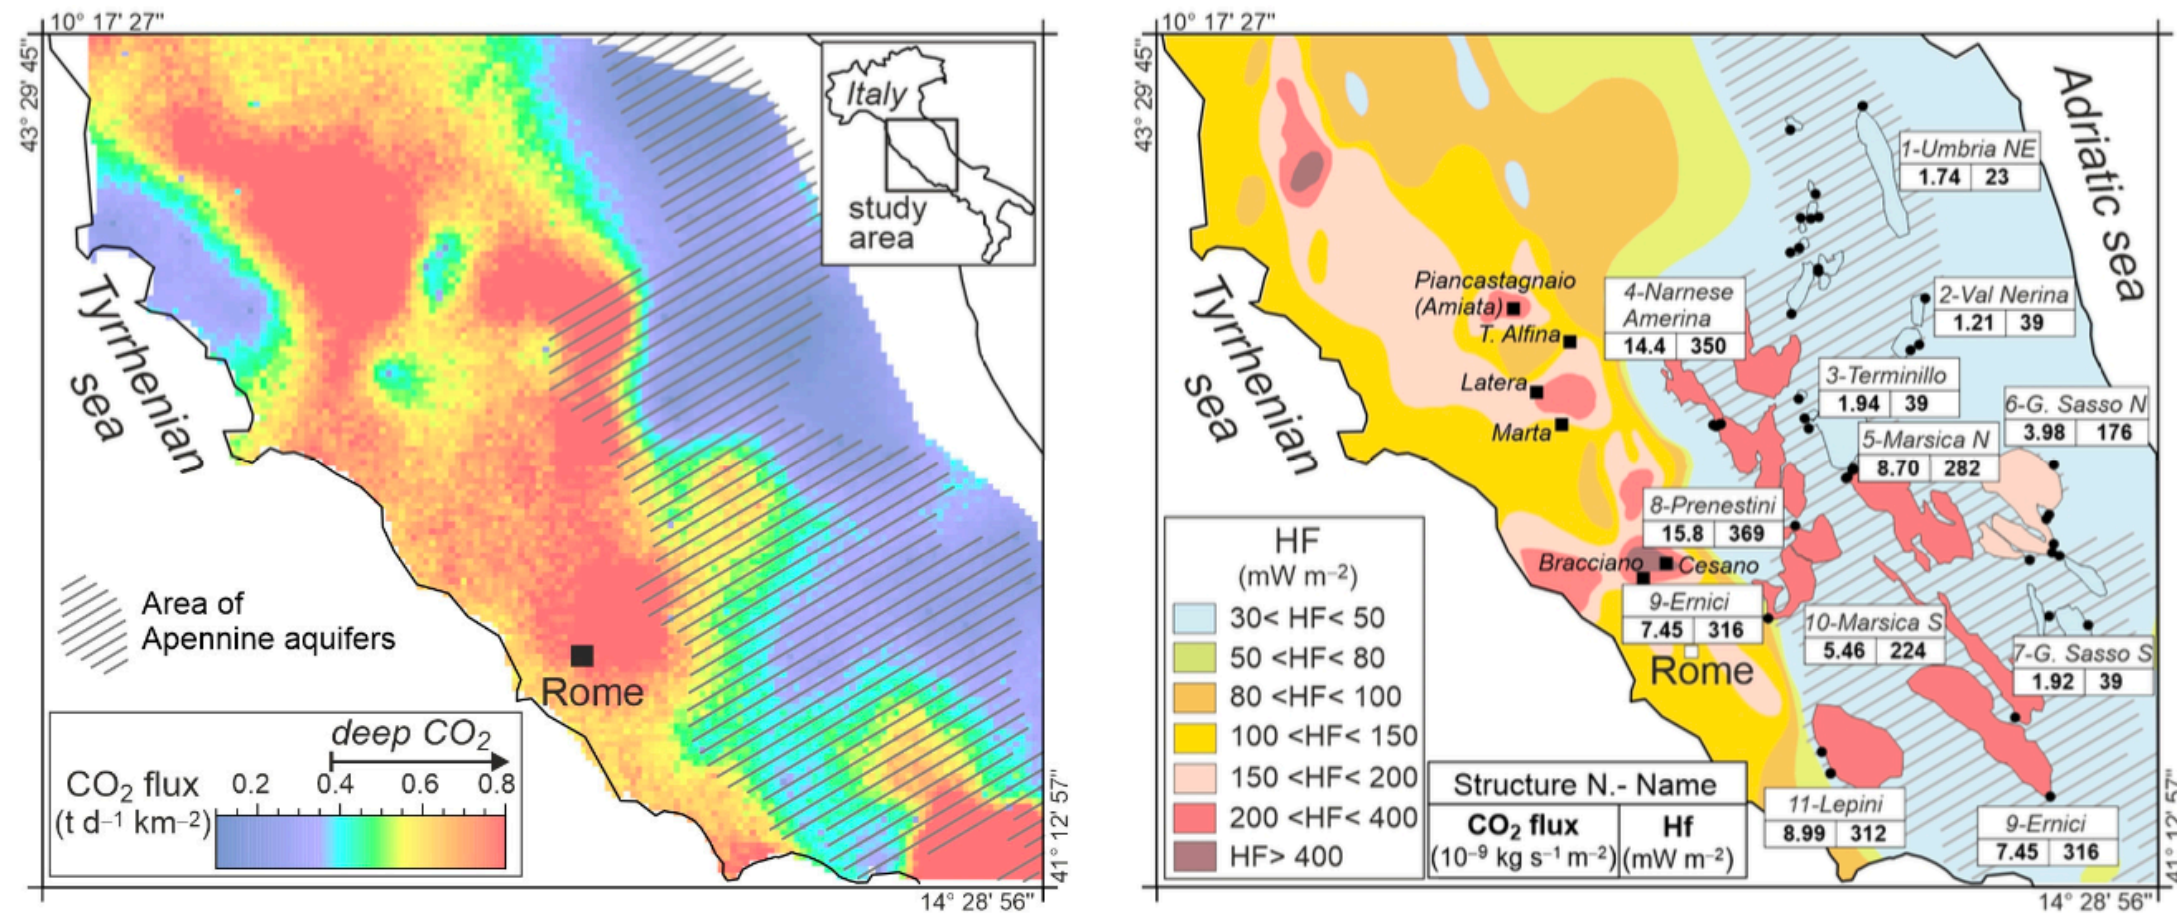 10° 17' 27"
43° 29' 45"
Italy
study
area
Tyrrhenian
sea
Area of
Apennine aquifers
Rome
deep CO₂
CO₂ flux
(t d⁻¹ km⁻²)
0.2 0.4 0.6 0.8
41° 12' 57"
14° 28' 56"
10° 17' 27"
43° 29' 45"
Adriatic sea
1-Umbria NE
1.74 23
Tyrrhenian
sea
Piancastagnaio
(Amiata)
T. Alfina
Latera
Marta
4-Narnese
Amerina
14.4 350
2-Val Nerina
1.21 39
3-Terminillo
1.94 39
6-G. Sasso N
3.98 176
5-Marsica N
8.70 282
8-Prenestini
15.8 369
Bracciano
Cesano
9-Ernici
7.45 316
Rome
10-Marsica S
5.46 224
7-G. Sasso S
1.92 39
11-Lepini
8.99 312
9-Ernici
7.45 316
HF
(mW m⁻²)
30< HF< 50
50 <HF< 80
80 <HF< 100
100 <HF< 150
150 <HF< 200
200 <HF< 400
HF> 400
Structure N.- Name
CO₂ flux Hf
(10⁻⁹ kg s⁻¹ m⁻²) (mW m⁻²)
41° 12' 57"
14° 28' 56"